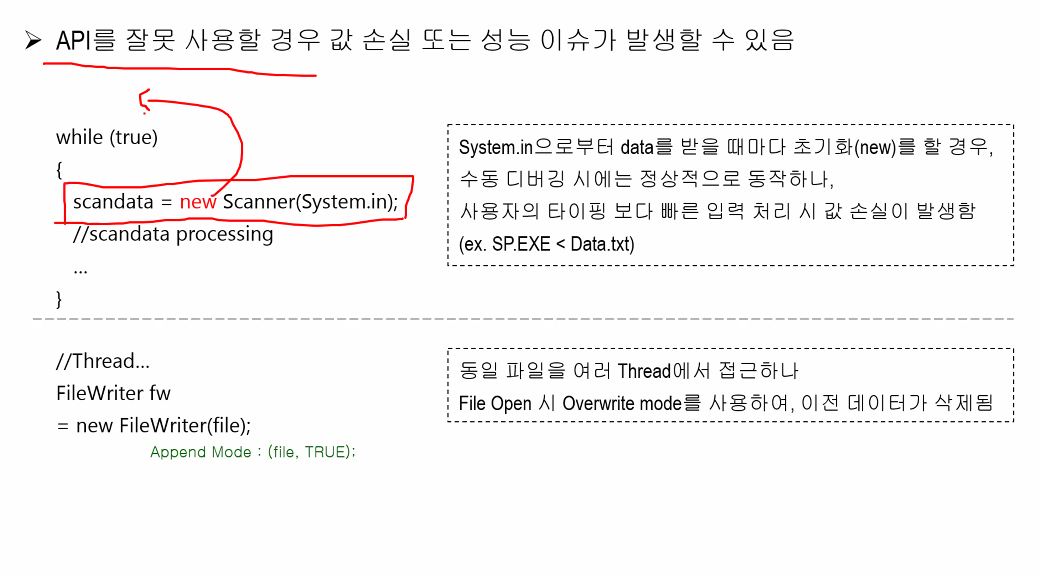 ➢ API를 잘못 사용할 경우 값 손실 또는 성능 이슈가 발생할 수 있음
while (true)
{
scandata = new Scanner(System.in);
//scandata processing
...
}
System.in으로부터 data를 받을 때마다 초기화(new)를 할 경우,
수동 디버깅 시에는 정상적으로 동작하나,
사용자의 타이핑 보다 빠른 입력 처리 시 값 손실이 발생함
(ex. SP.EXE < Data.txt)
//Thread...
FileWriter fw
= new FileWriter(file);
Append Mode : (file, TRUE);
동일 파일을 여러 Thread에서 접근하나
File Open 시 Overwrite mode를 사용하여, 이전 데이터가 삭제됨